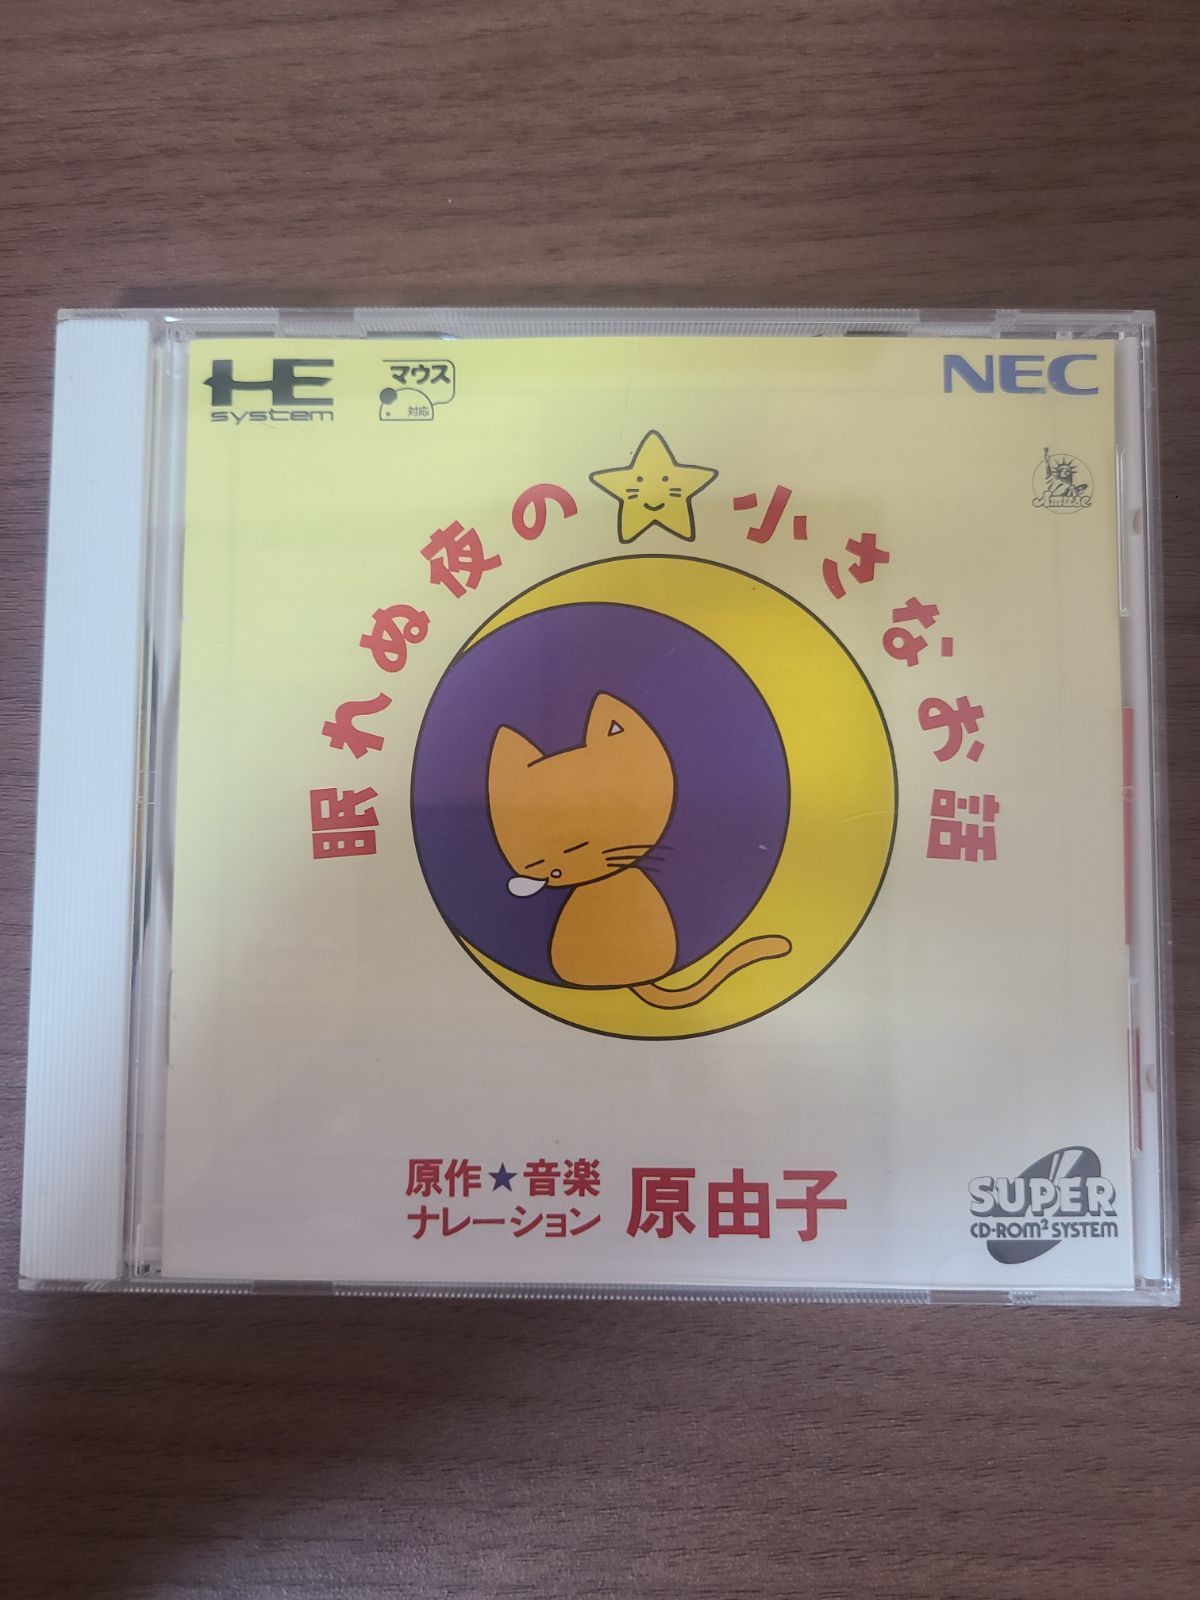 HE
system
マウス
対応
NEC
Amuse
眠れぬ夜の☆小さなお話
原作★音楽
ナレーション
原由子
SUPER
CD-ROM² SYSTEM